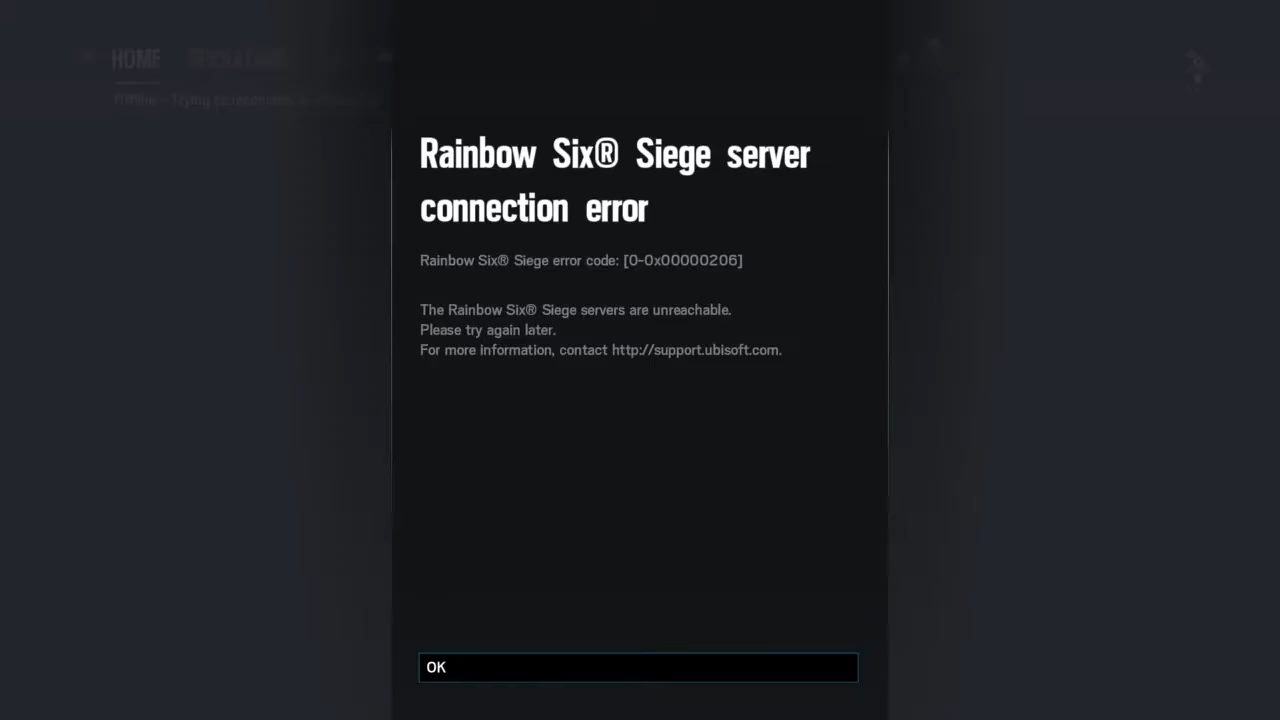 HOME
Rainbow Six® Siege server
connection error
Rainbow Six® Siege error code: [0-0x00000206]
The Rainbow Six® Siege servers are unreachable.
Please try again later.
For more information, contact http://support.ubisoft.com.
OK